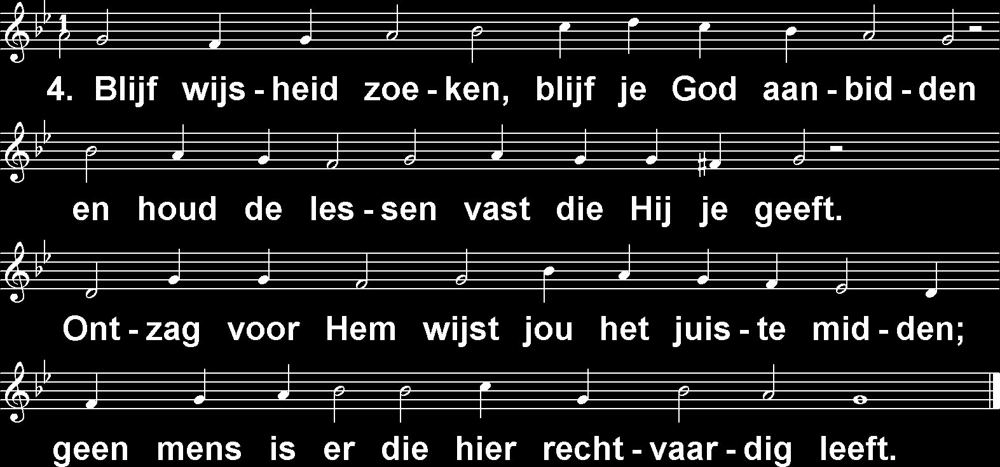 1
4. Blijf wijs - heid zoe - ken, blijf je God aan - bid - den
en houd de les - sen vast die Hij je geeft.
Ont - zag voor Hem wijst jou het juis - te mid - den;
geen mens is er die hier recht - vaar - dig leeft.